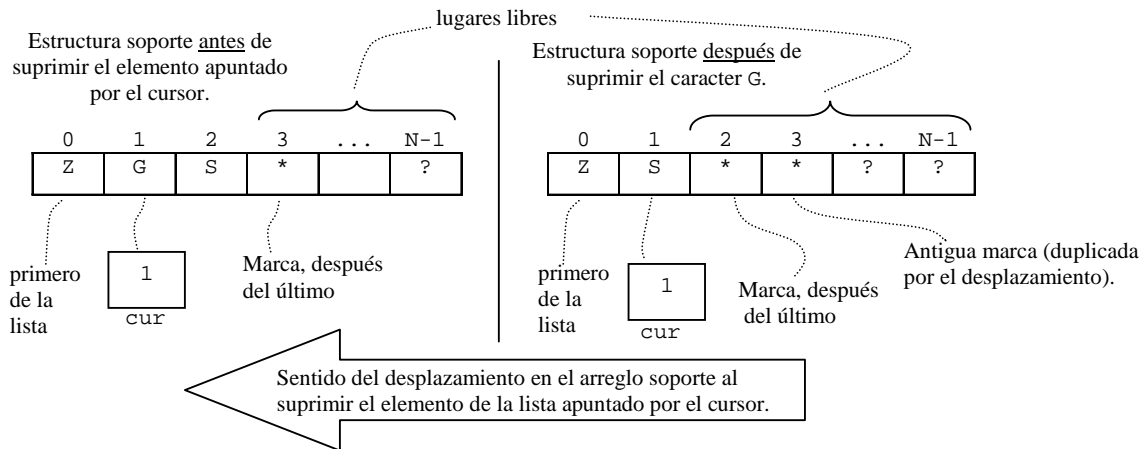 lugares libres
Estructura soporte antes de
suprimir el elemento apuntado
por el cursor.
0 1 2 3 ... N-1
Z G S * ?
primero
de la
lista
1
cur
Marca, después
del último
Estructura soporte después de
suprimir el caracter G.
0 1 2 3 ... N-1
Z S * * ? ?
primero
de la
lista
1
cur
Marca, después
del último
Antigua marca (duplicada
por el desplazamiento).
Sentido del desplazamiento en el arreglo soporte al
suprimir el elemento de la lista apuntado por el cursor.